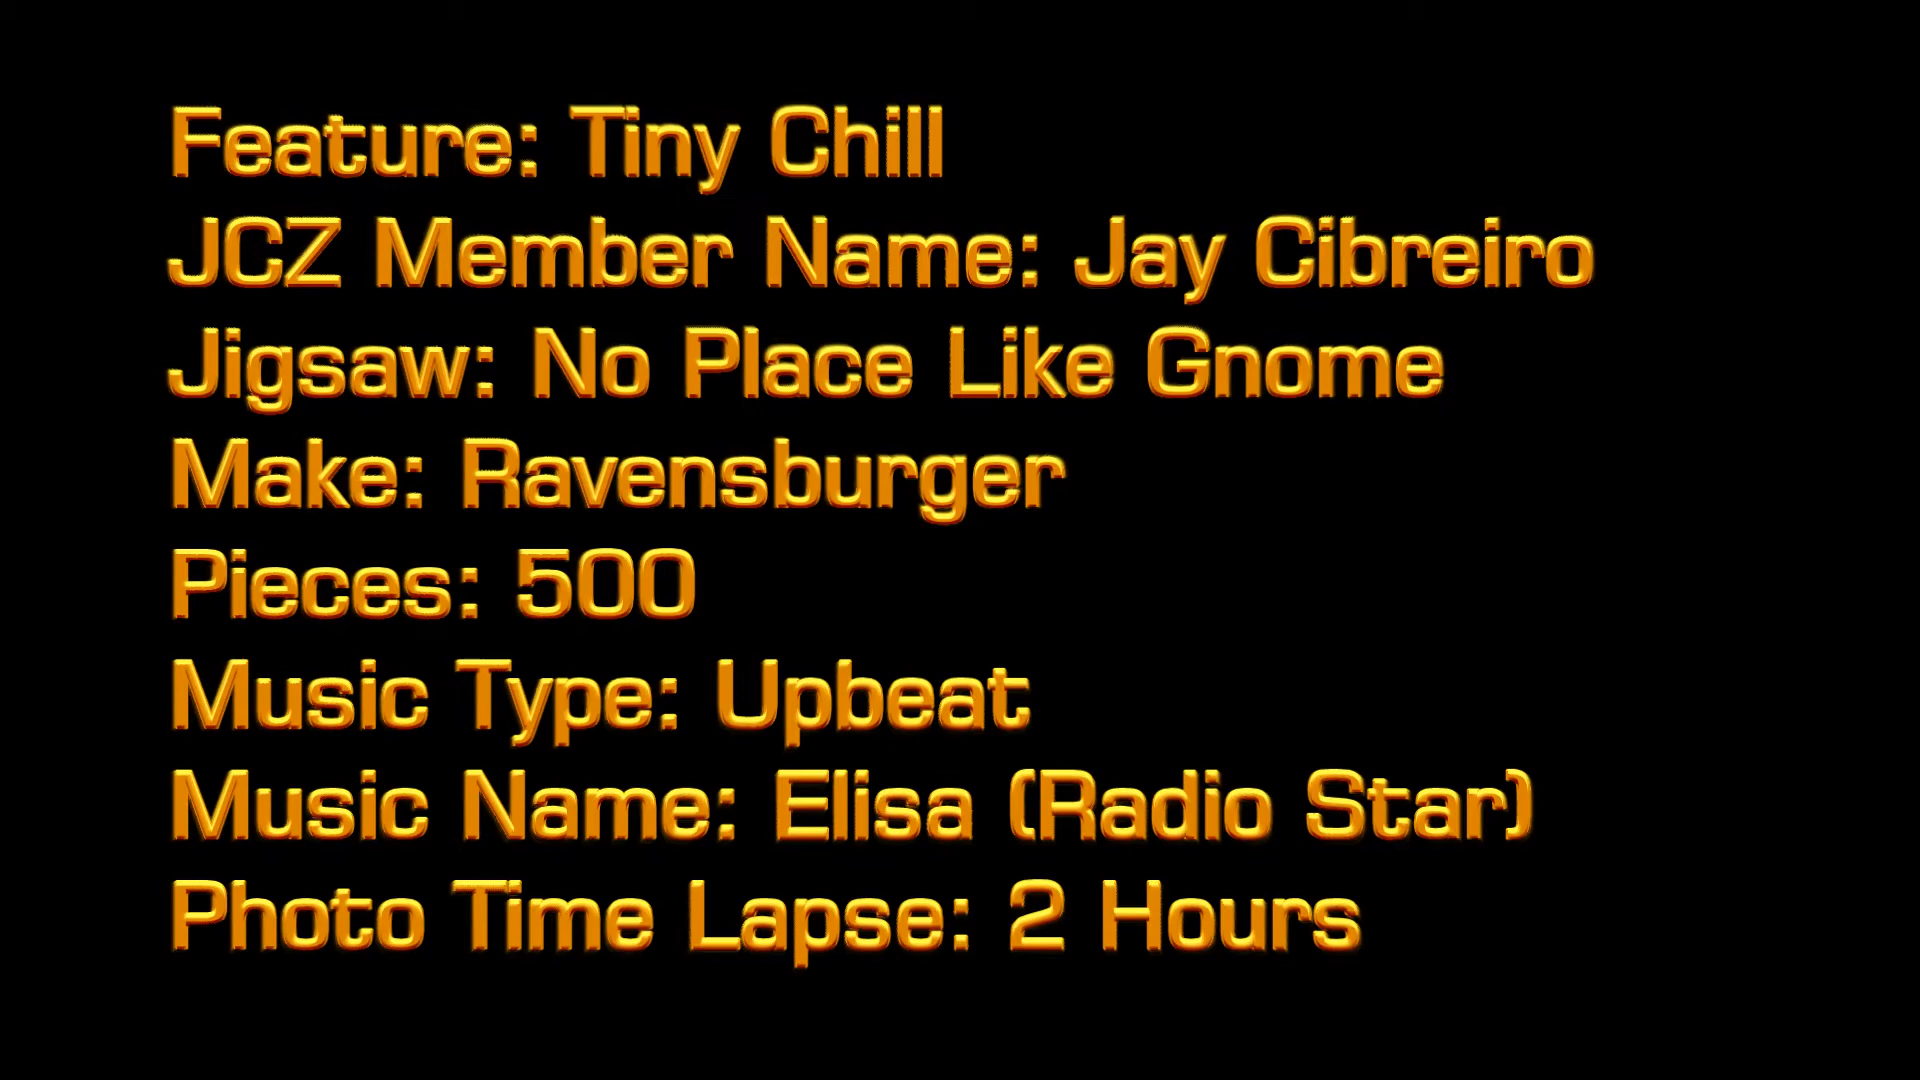 Feature: Tiny Chill
JCZ Member Name: Jay Cibreiro
Jigsaw: No Place Like Gnome
Make: Ravensburger
Pieces: 500
Music Type: Upbeat
Music Name: Elisa (Radio Star)
Photo Time Lapse: 2 Hours